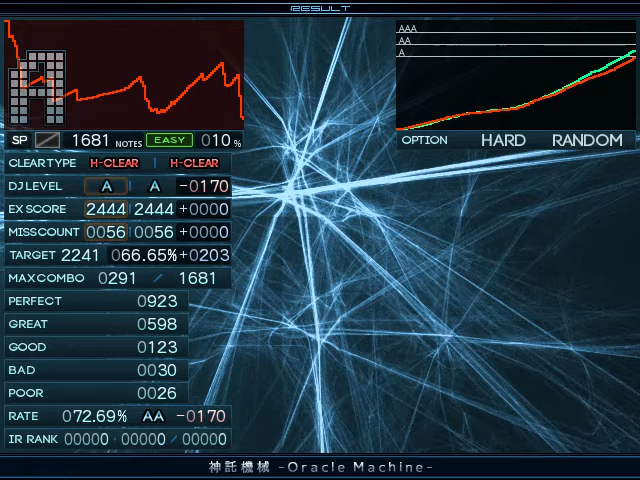 RESULT
AAA
AA
A
A
SP 1681 NOTES EASY 010 %
OPTION HARD RANDOM
CLEARTYPE H-CLEAR | H-CLEAR
DJ LEVEL A | A -0170
EX SCORE 2444 | 2444 +0000
MISSCOUNT 0056 | 0056 +0000
TARGET 2241 066.65% +0203
MAXCOMBO 0291 / 1681
PERFECT 0923
GREAT 0598
GOOD 0123
BAD 0030
POOR 0026
RATE 072.69% AA -0170
IR RANK 00000 · 00000 / 00000
神託機械 -Oracle Machine-